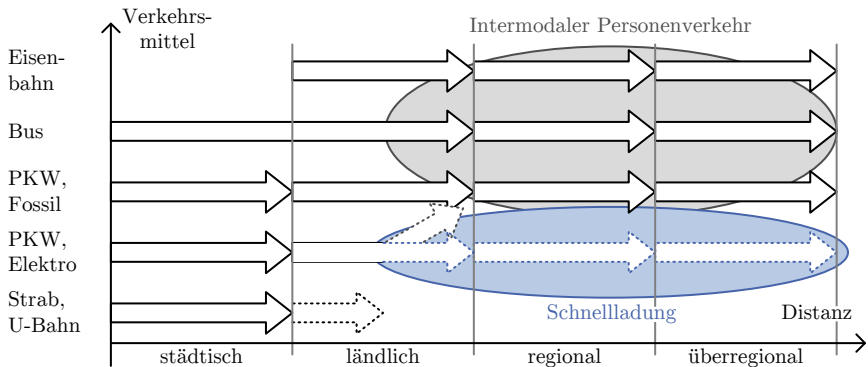 Verkehrs-
mittel
Intermodaler Personenverkehr
Eisen-
bahn
Bus
PKW,
Fossil
PKW,
Elektro
Strab,
U-Bahn
Schnellladung
Distanz
städtisch
ländlich
regional
überregional